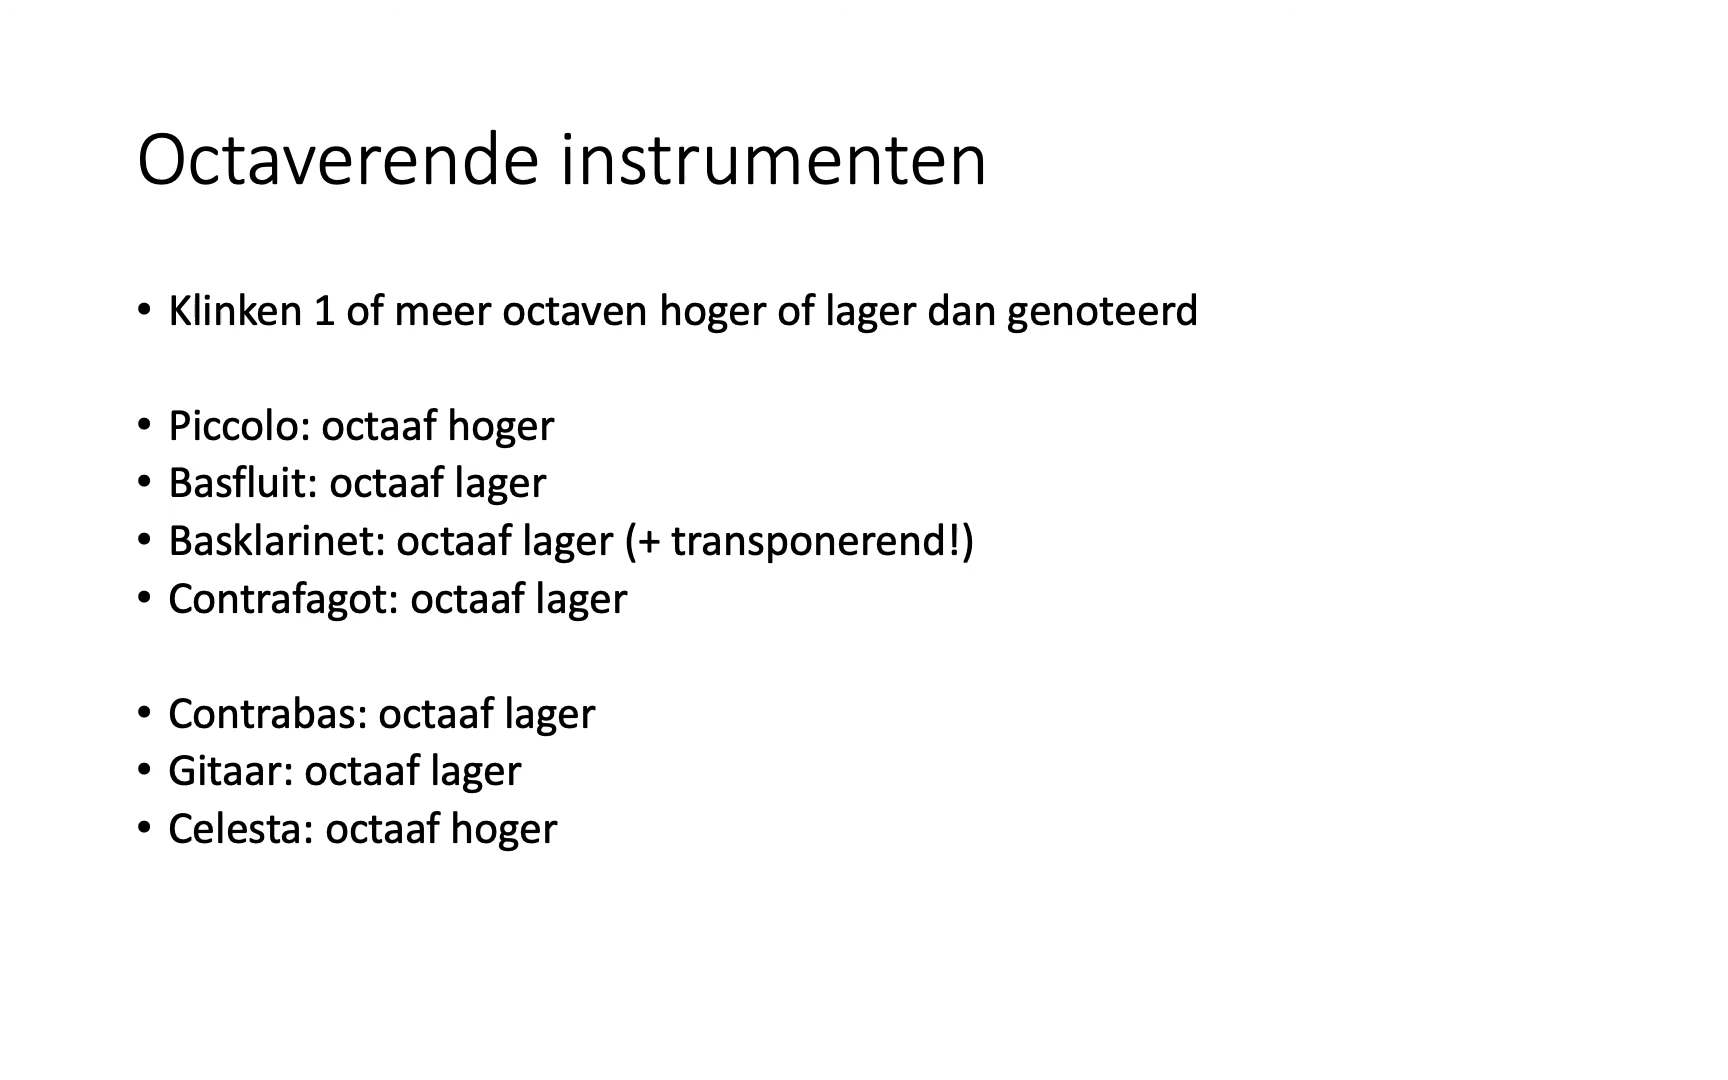 Octaverende instrumenten
• Klinken 1 of meer octaven hoger of lager dan genoteerd
• Piccolo: octaaf hoger
• Basfluit: octaaf lager
• Basklarinet: octaaf lager (+ transponerend!)
• Contrafagot: octaaf lager
• Contrabas: octaaf lager
• Gitaar: octaaf lager
• Celesta: octaaf hoger